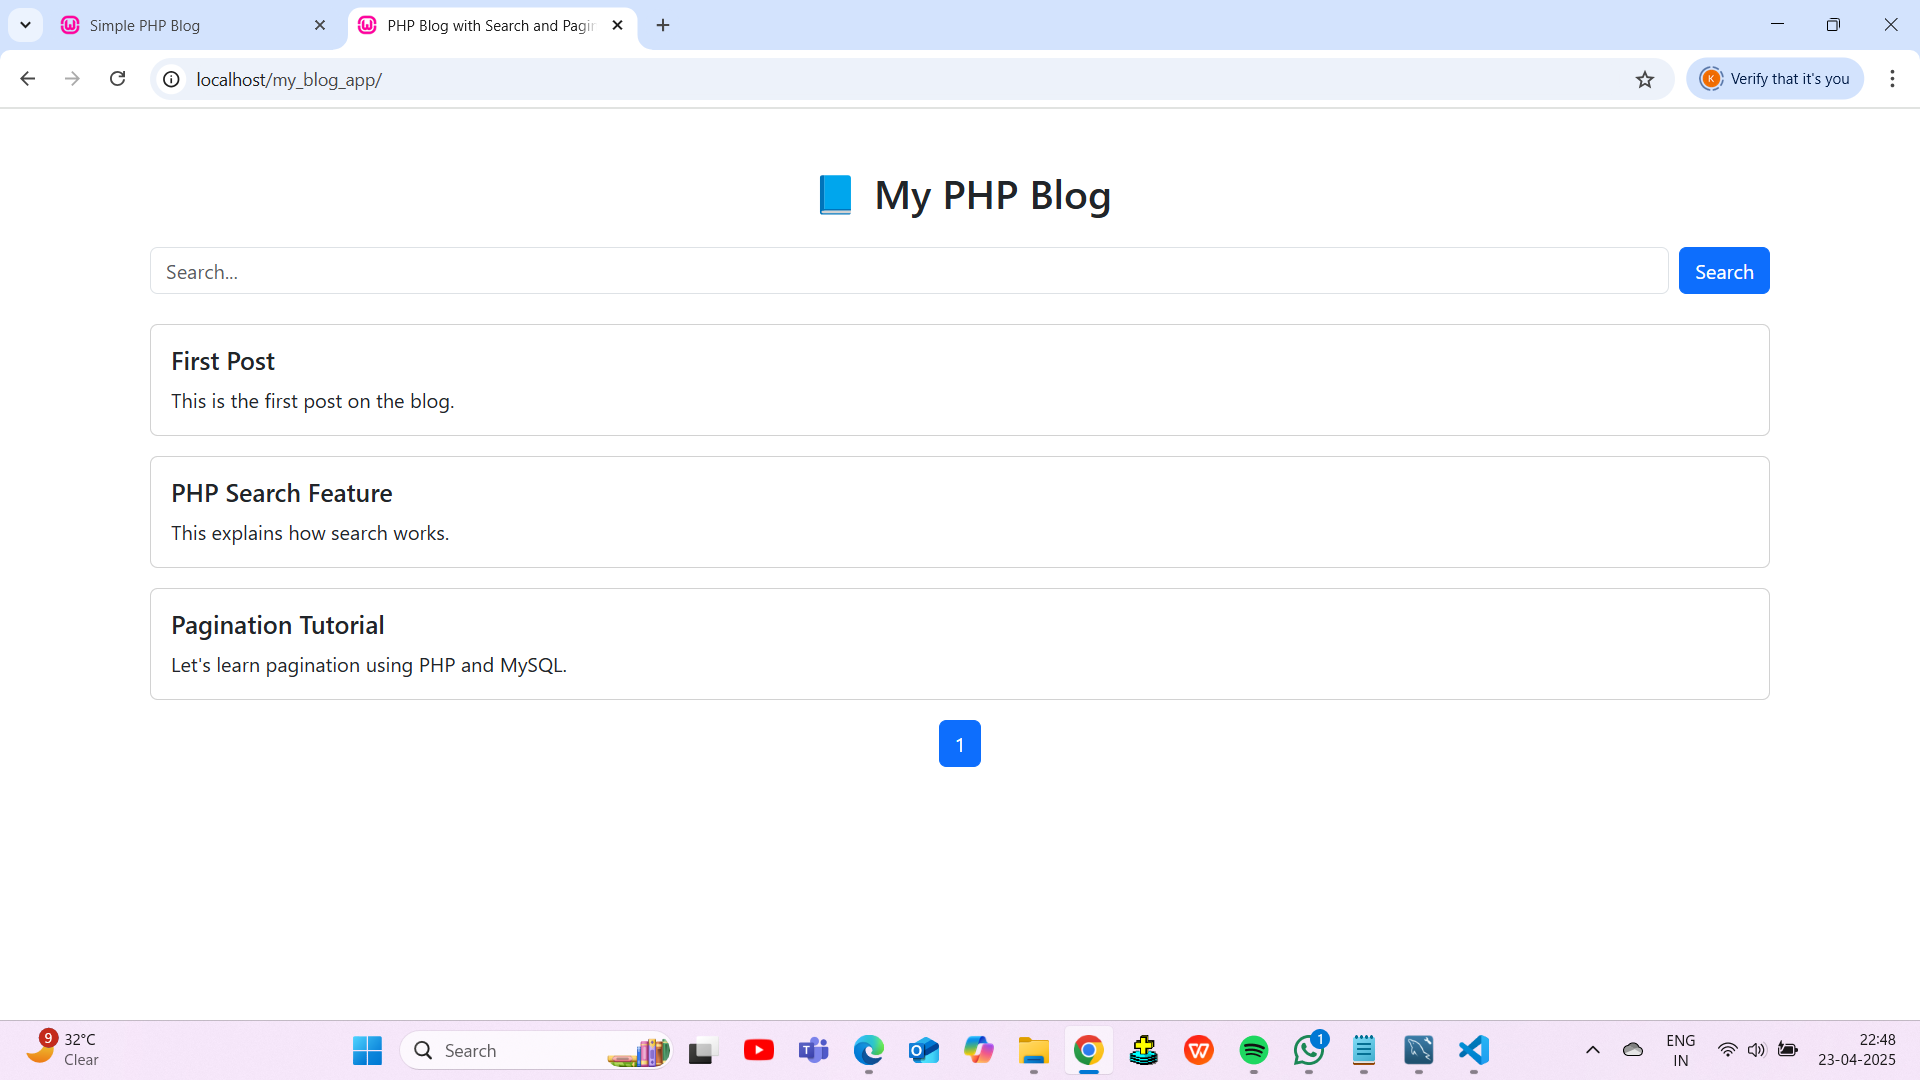 Simple PHP Blog
PHP Blog with Search and Pagin
localhost/my_blog_app/
K
Verify that it's you
My PHP Blog
Search...
Search
First Post
This is the first post on the blog.
PHP Search Feature
This explains how search works.
Pagination Tutorial
Let's learn pagination using PHP and MySQL.
1
9
32°C
Clear
Search
1
ENG
IN
22:48
23-04-2025